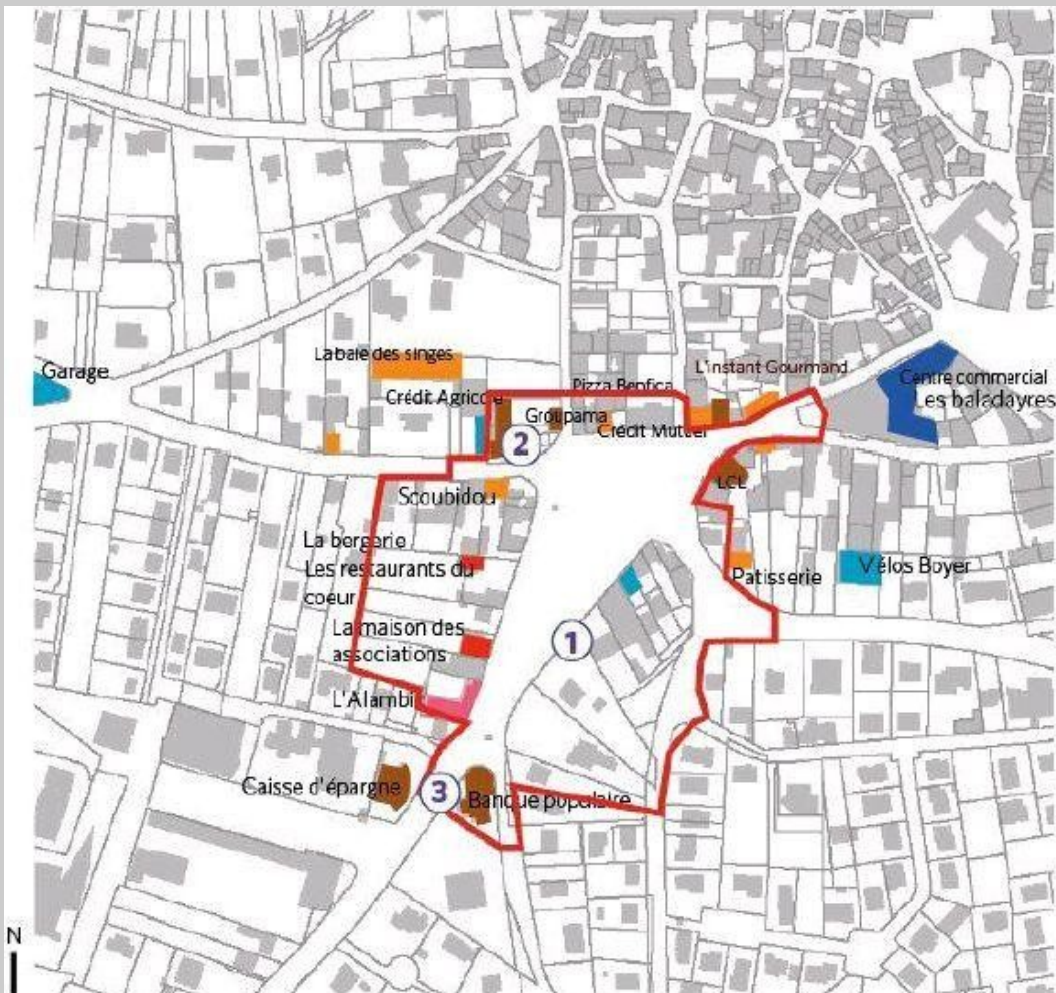 La baie des singes
L'instant Gourmand
Garage
Centre commercial
Les baladayres
Crédit Agricole
Pizza Benfica
Groupama
Crédit Mutuel
2
LCL
Scoubidou
La bergerie
Les restaurants du
coeur
Patisserie
Vélos Boyer
1
La maison des
associations
L'Alambi
Caisse d'épargne
3
Banque populaire
N